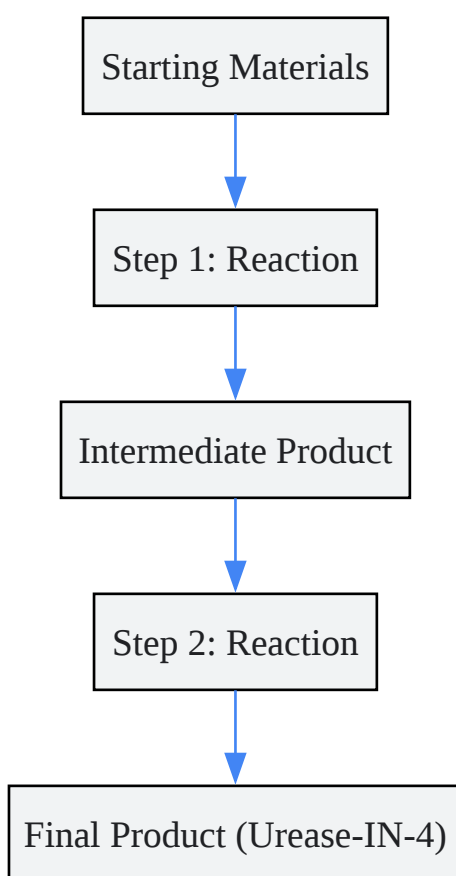 Starting Materials
Step 1: Reaction
Intermediate Product
Step 2: Reaction
Final Product (Urease-IN-4)